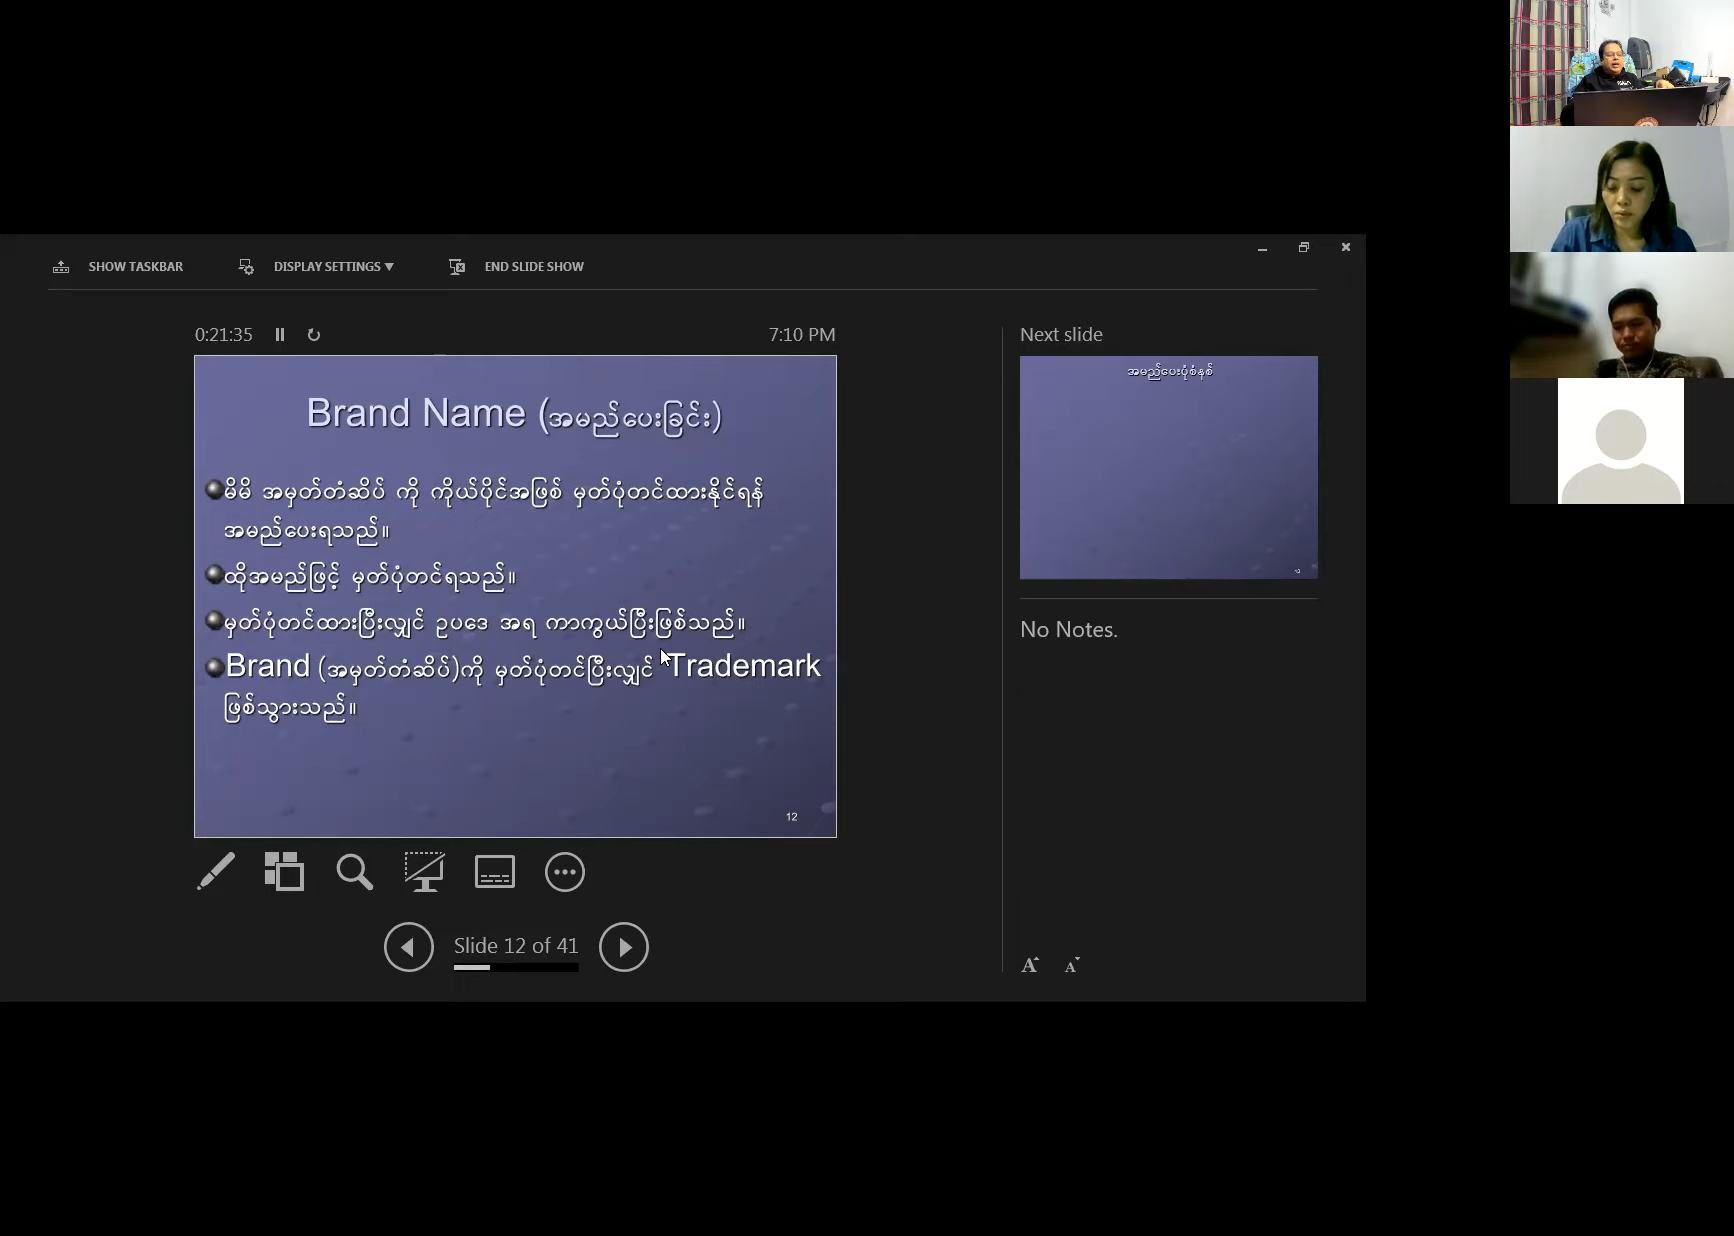 SHOW TASKBAR
DISPLAY SETTINGS
END SLIDE SHOW
0:21:35
7:10 PM
Brand Name (အမည်ပေးခြင်း)
မိမိ အမှတ်တံဆိပ် ကို ကိုယ်ပိုင်အဖြစ် မှတ်ပုံတင်ထားနိုင်ရန်
အမည်ပေးရသည်။
ထိုအမည်ဖြင့် မှတ်ပုံတင်ရသည်။
မှတ်ပုံတင်ထားပြီးလျှင် ဥပဒေ အရ ကာကွယ်ပြီးဖြစ်သည်။
Brand (အမှတ်တံဆိပ်)ကို မှတ်ပုံတင်ပြီးလျှင် Trademark
ဖြစ်သွားသည်။
12
Slide 12 of 41
Next slide
အမည်ပေးပုံစံနစ်
No Notes.
A A